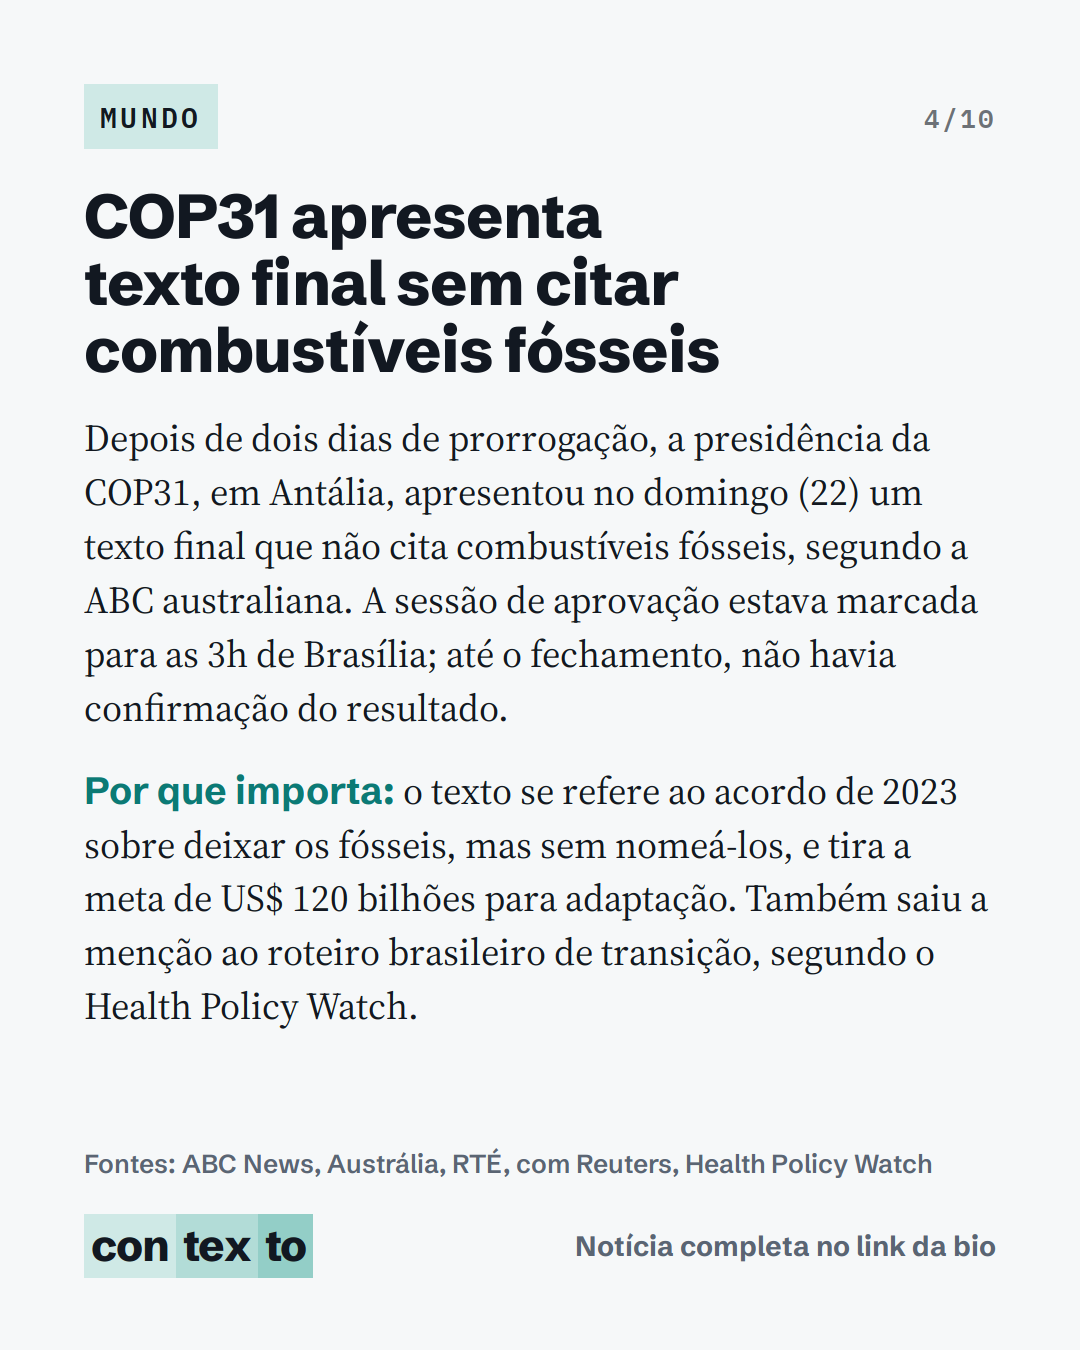 MUNDO
4/10
COP31 apresenta
texto final sem citar
combustíveis fósseis
Depois de dois dias de prorrogação, a presidência da
COP31, em Antália, apresentou no domingo (22) um
texto final que não cita combustíveis fósseis, segundo a
ABC australiana. A sessão de aprovação estava marcada
para as 3h de Brasília; até o fechamento, não havia
confirmação do resultado.
Por que importa: o texto se refere ao acordo de 2023
sobre deixar os fósseis, mas sem nomeá-los, e tira a
meta de US$ 120 bilhões para adaptação. Também saiu a
menção ao roteiro brasileiro de transição, segundo o
Health Policy Watch.
Fontes: ABC News, Austrália, RTÉ, com Reuters, Health Policy Watch
contexto
Notícia completa no link da bio